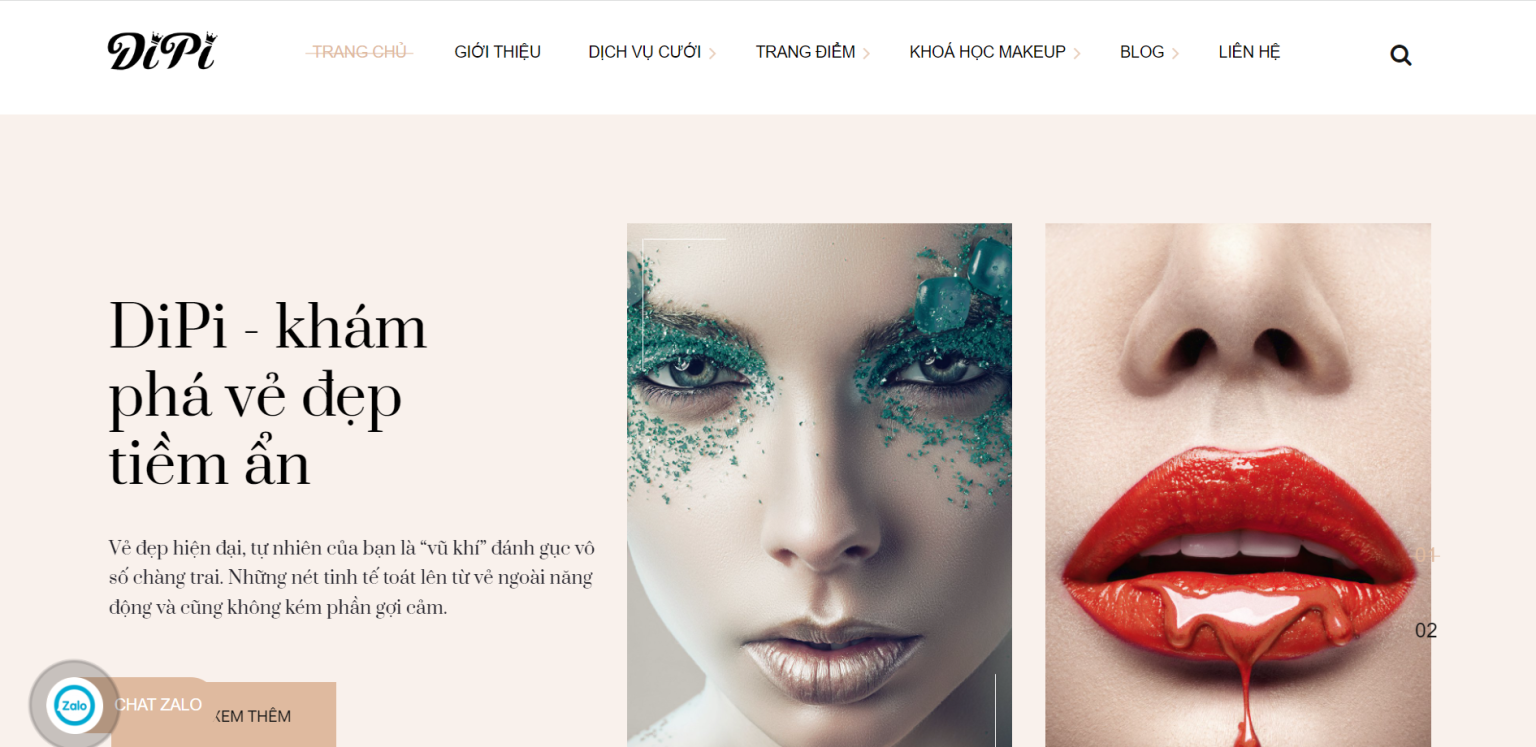 DiPi
TRANG CHỦ
GIỚI THIỆU
DỊCH VỤ CƯỚI
TRANG ĐIỂM
KHOÁ HỌC MAKEUP
BLOG
LIÊN HỆ
DiPi - khám
phá vẻ đẹp
tiềm ẩn
Vẻ đẹp hiện đại, tự nhiên của bạn là “vũ khí” đánh gục vô
số chàng trai. Những nét tinh tế toát lên từ vẻ ngoài năng
động và cũng không kém phần gợi cảm.
01
02
Zalo
CHAT ZALO
XEM THÊM